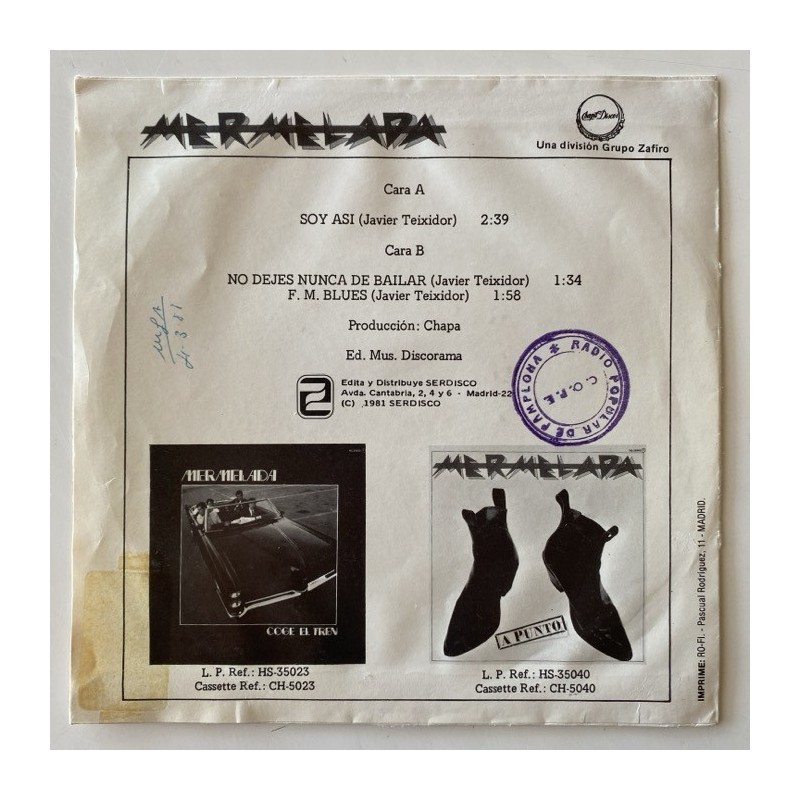 MERMELADA
Chapa Discos
Una división Grupo Zafiro
Cara A
SOY ASI (Javier Teixidor) 2:39
Cara B
NO DEJES NUNCA DE BAILAR (Javier Teixidor) 1:34
F. M. BLUES (Javier Teixidor) 1:58
Producción: Chapa
Ed. Mus. Discorama
Edita y Distribuye SERDISCO
Avda. Cantabria, 2, 4 y 6 - Madrid-22
(C) 1981 SERDISCO
RADIO POPULAR DE PAMPLONA *
C.O.P.E
MERMELADA
COGE EL TREN
L. P. Ref.: HS-35023
Cassette Ref.: CH-5023
MERMELADA
A PUNTO
L. P. Ref.: HS-35040
Cassette Ref.: CH-5040
IMPRIME: RO-FI. - Pascual Rodríguez, 11 - MADRID.